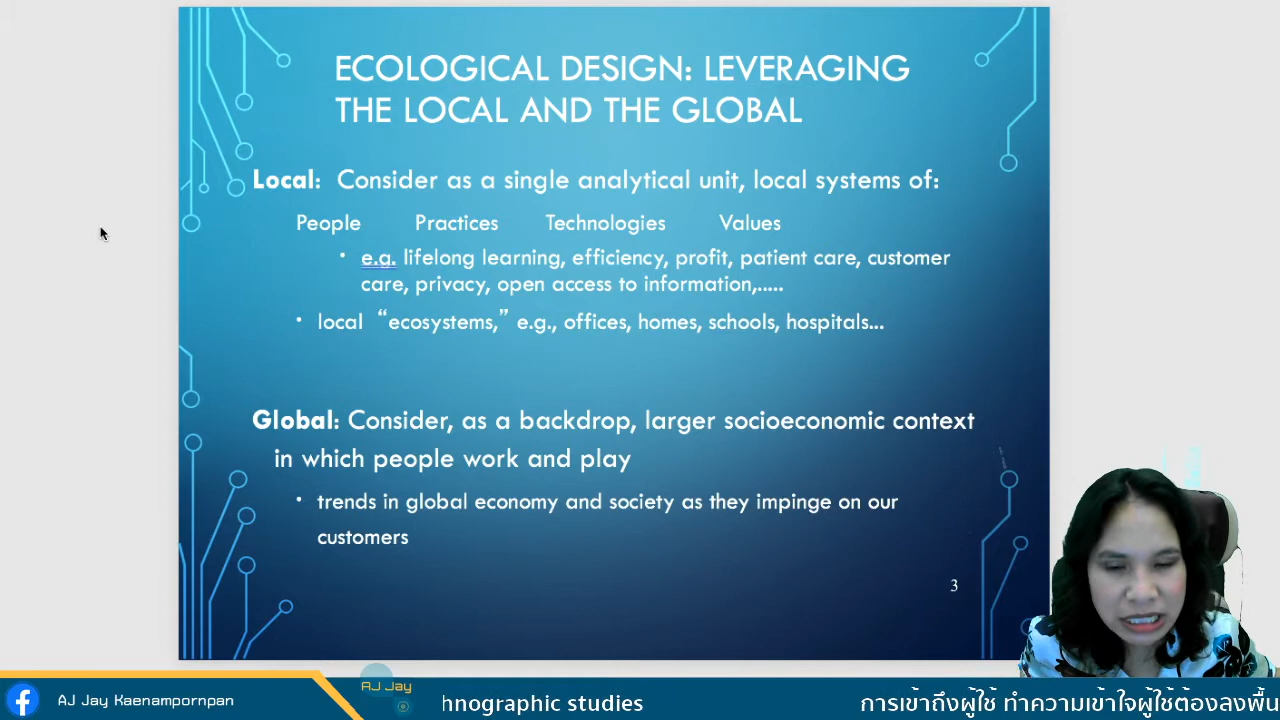 ECOLOGICAL DESIGN: LEVERAGING
THE LOCAL AND THE GLOBAL
Local: Consider as a single analytical unit, local systems of:
People Practices Technologies Values
• e.g. lifelong learning, efficiency, profit, patient care, customer
care, privacy, open access to information,.....
• local “ecosystems,” e.g., offices, homes, schools, hospitals...
Global: Consider, as a backdrop, larger socioeconomic context
in which people work and play
• trends in global economy and society as they impinge on our
customers
3
AJ Jay Kaenampornpan
AJ Jay
hnographic studies
การเข้าถึงผู้ใช้ ทำความเข้าใจผู้ใช้ต้องลงพื้น